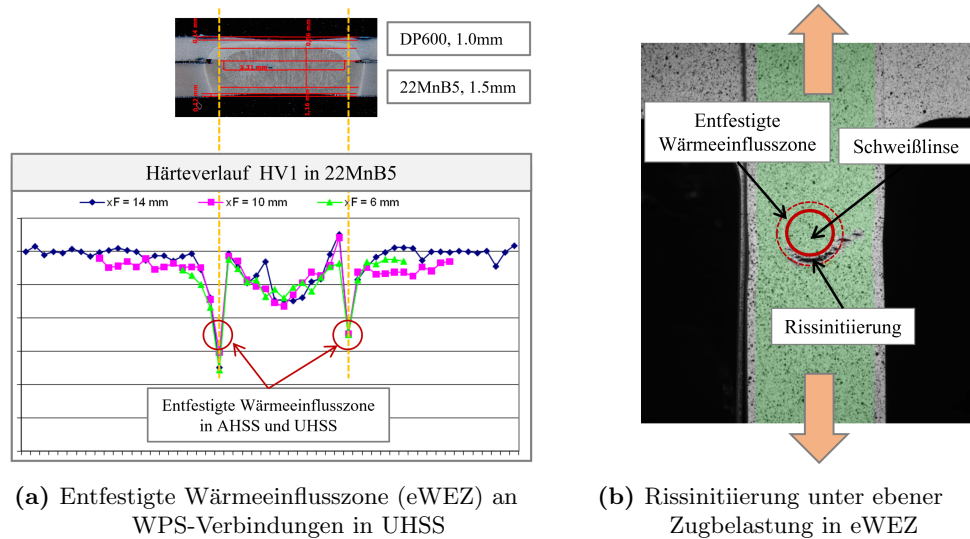 DP600, 1.0mm
22MnB5, 1.5mm
Härteverlauf HV1 in 22MnB5
xF = 14 mm
xF = 10 mm
xF = 6 mm
Entfestigte Wärmeeinflusszone
in AHSS und UHSS
(a) Entfestigte Wärmeeinflusszone (eWEZ) an
WPS-Verbindungen in UHSS
Entfestigte
Wärmeeinflusszone
Schweißlinse
Rissinitiierung
(b) Rissinitiierung unter ebener
Zugbelastung in eWEZ